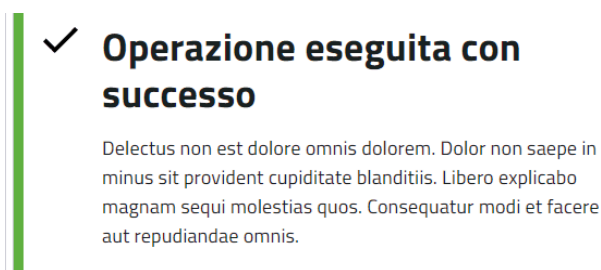 Operazione eseguita con
successo
Delectus non est dolore omnis dolorem. Dolor non saepe in
minus sit provident cupiditate blanditiis. Libero explicabo
magnam sequi molestias quos. Consequatur modi et facere
aut repudiandae omnis.